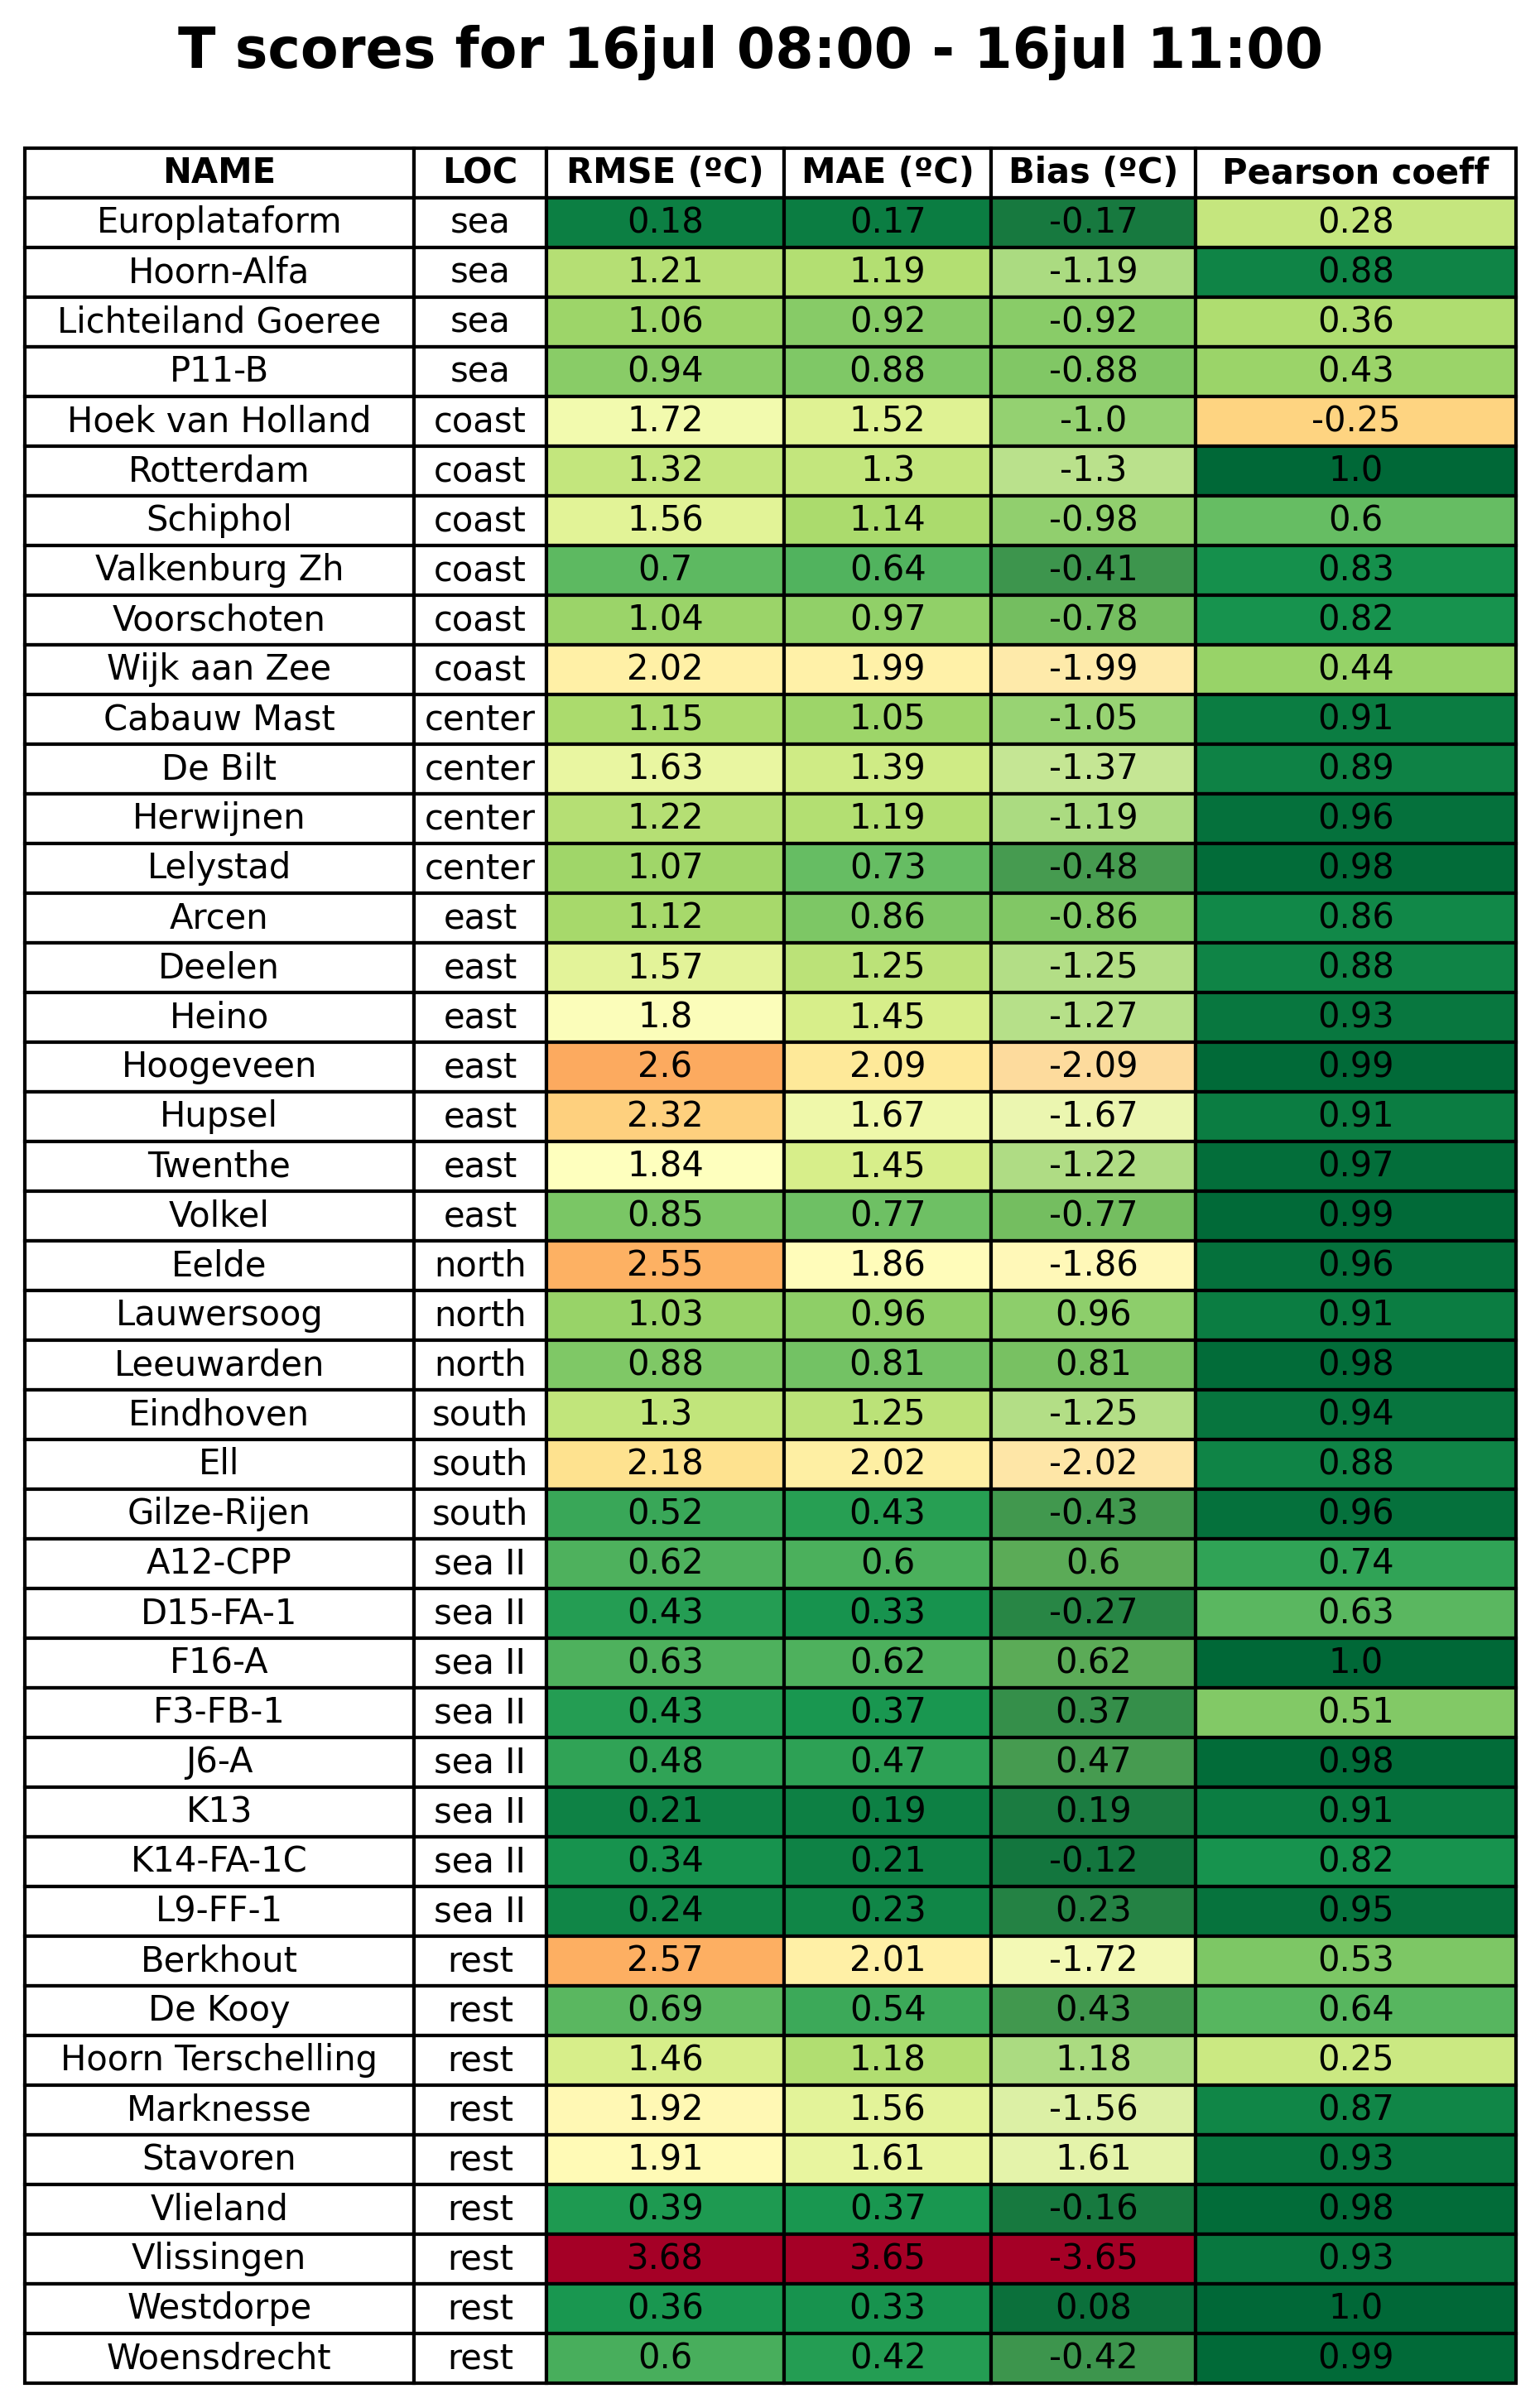 T scores for 16jul 08:00 - 16jul 11:00
NAME LOC RMSE (ºC) MAE (ºC) Bias (ºC) Pearson coeff
Europlataform sea 0.18 0.17 -0.17 0.28
Hoorn-Alfa sea 1.21 1.19 -1.19 0.88
Lichteiland Goeree sea 1.06 0.92 -0.92 0.36
P11-B sea 0.94 0.88 -0.88 0.43
Hoek van Holland coast 1.72 1.52 -1.0 -0.25
Rotterdam coast 1.32 1.3 -1.3 1.0
Schiphol coast 1.56 1.14 -0.98 0.6
Valkenburg Zh coast 0.7 0.64 -0.41 0.83
Voorschoten coast 1.04 0.97 -0.78 0.82
Wijk aan Zee coast 2.02 1.99 -1.99 0.44
Cabauw Mast center 1.15 1.05 -1.05 0.91
De Bilt center 1.63 1.39 -1.37 0.89
Herwijnen center 1.22 1.19 -1.19 0.96
Lelystad center 1.07 0.73 -0.48 0.98
Arcen east 1.12 0.86 -0.86 0.86
Deelen east 1.57 1.25 -1.25 0.88
Heino east 1.8 1.45 -1.27 0.93
Hoogeveen east 2.6 2.09 -2.09 0.99
Hupsel east 2.32 1.67 -1.67 0.91
Twenthe east 1.84 1.45 -1.22 0.97
Volkel east 0.85 0.77 -0.77 0.99
Eelde north 2.55 1.86 -1.86 0.96
Lauwersoog north 1.03 0.96 0.96 0.91
Leeuwarden north 0.88 0.81 0.81 0.98
Eindhoven south 1.3 1.25 -1.25 0.94
Ell south 2.18 2.02 -2.02 0.88
Gilze-Rijen south 0.52 0.43 -0.43 0.96
A12-CPP sea II 0.62 0.6 0.6 0.74
D15-FA-1 sea II 0.43 0.33 -0.27 0.63
F16-A sea II 0.63 0.62 0.62 1.0
F3-FB-1 sea II 0.43 0.37 0.37 0.51
J6-A sea II 0.48 0.47 0.47 0.98
K13 sea II 0.21 0.19 0.19 0.91
K14-FA-1C sea II 0.34 0.21 -0.12 0.82
L9-FF-1 sea II 0.24 0.23 0.23 0.95
Berkhout rest 2.57 2.01 -1.72 0.53
De Kooy rest 0.69 0.54 0.43 0.64
Hoorn Terschelling rest 1.46 1.18 1.18 0.25
Marknesse rest 1.92 1.56 -1.56 0.87
Stavoren rest 1.91 1.61 1.61 0.93
Vlieland rest 0.39 0.37 -0.16 0.98
Vlissingen rest 3.68 3.65 -3.65 0.93
Westdorpe rest 0.36 0.33 0.08 1.0
Woensdrecht rest 0.6 0.42 -0.42 0.99